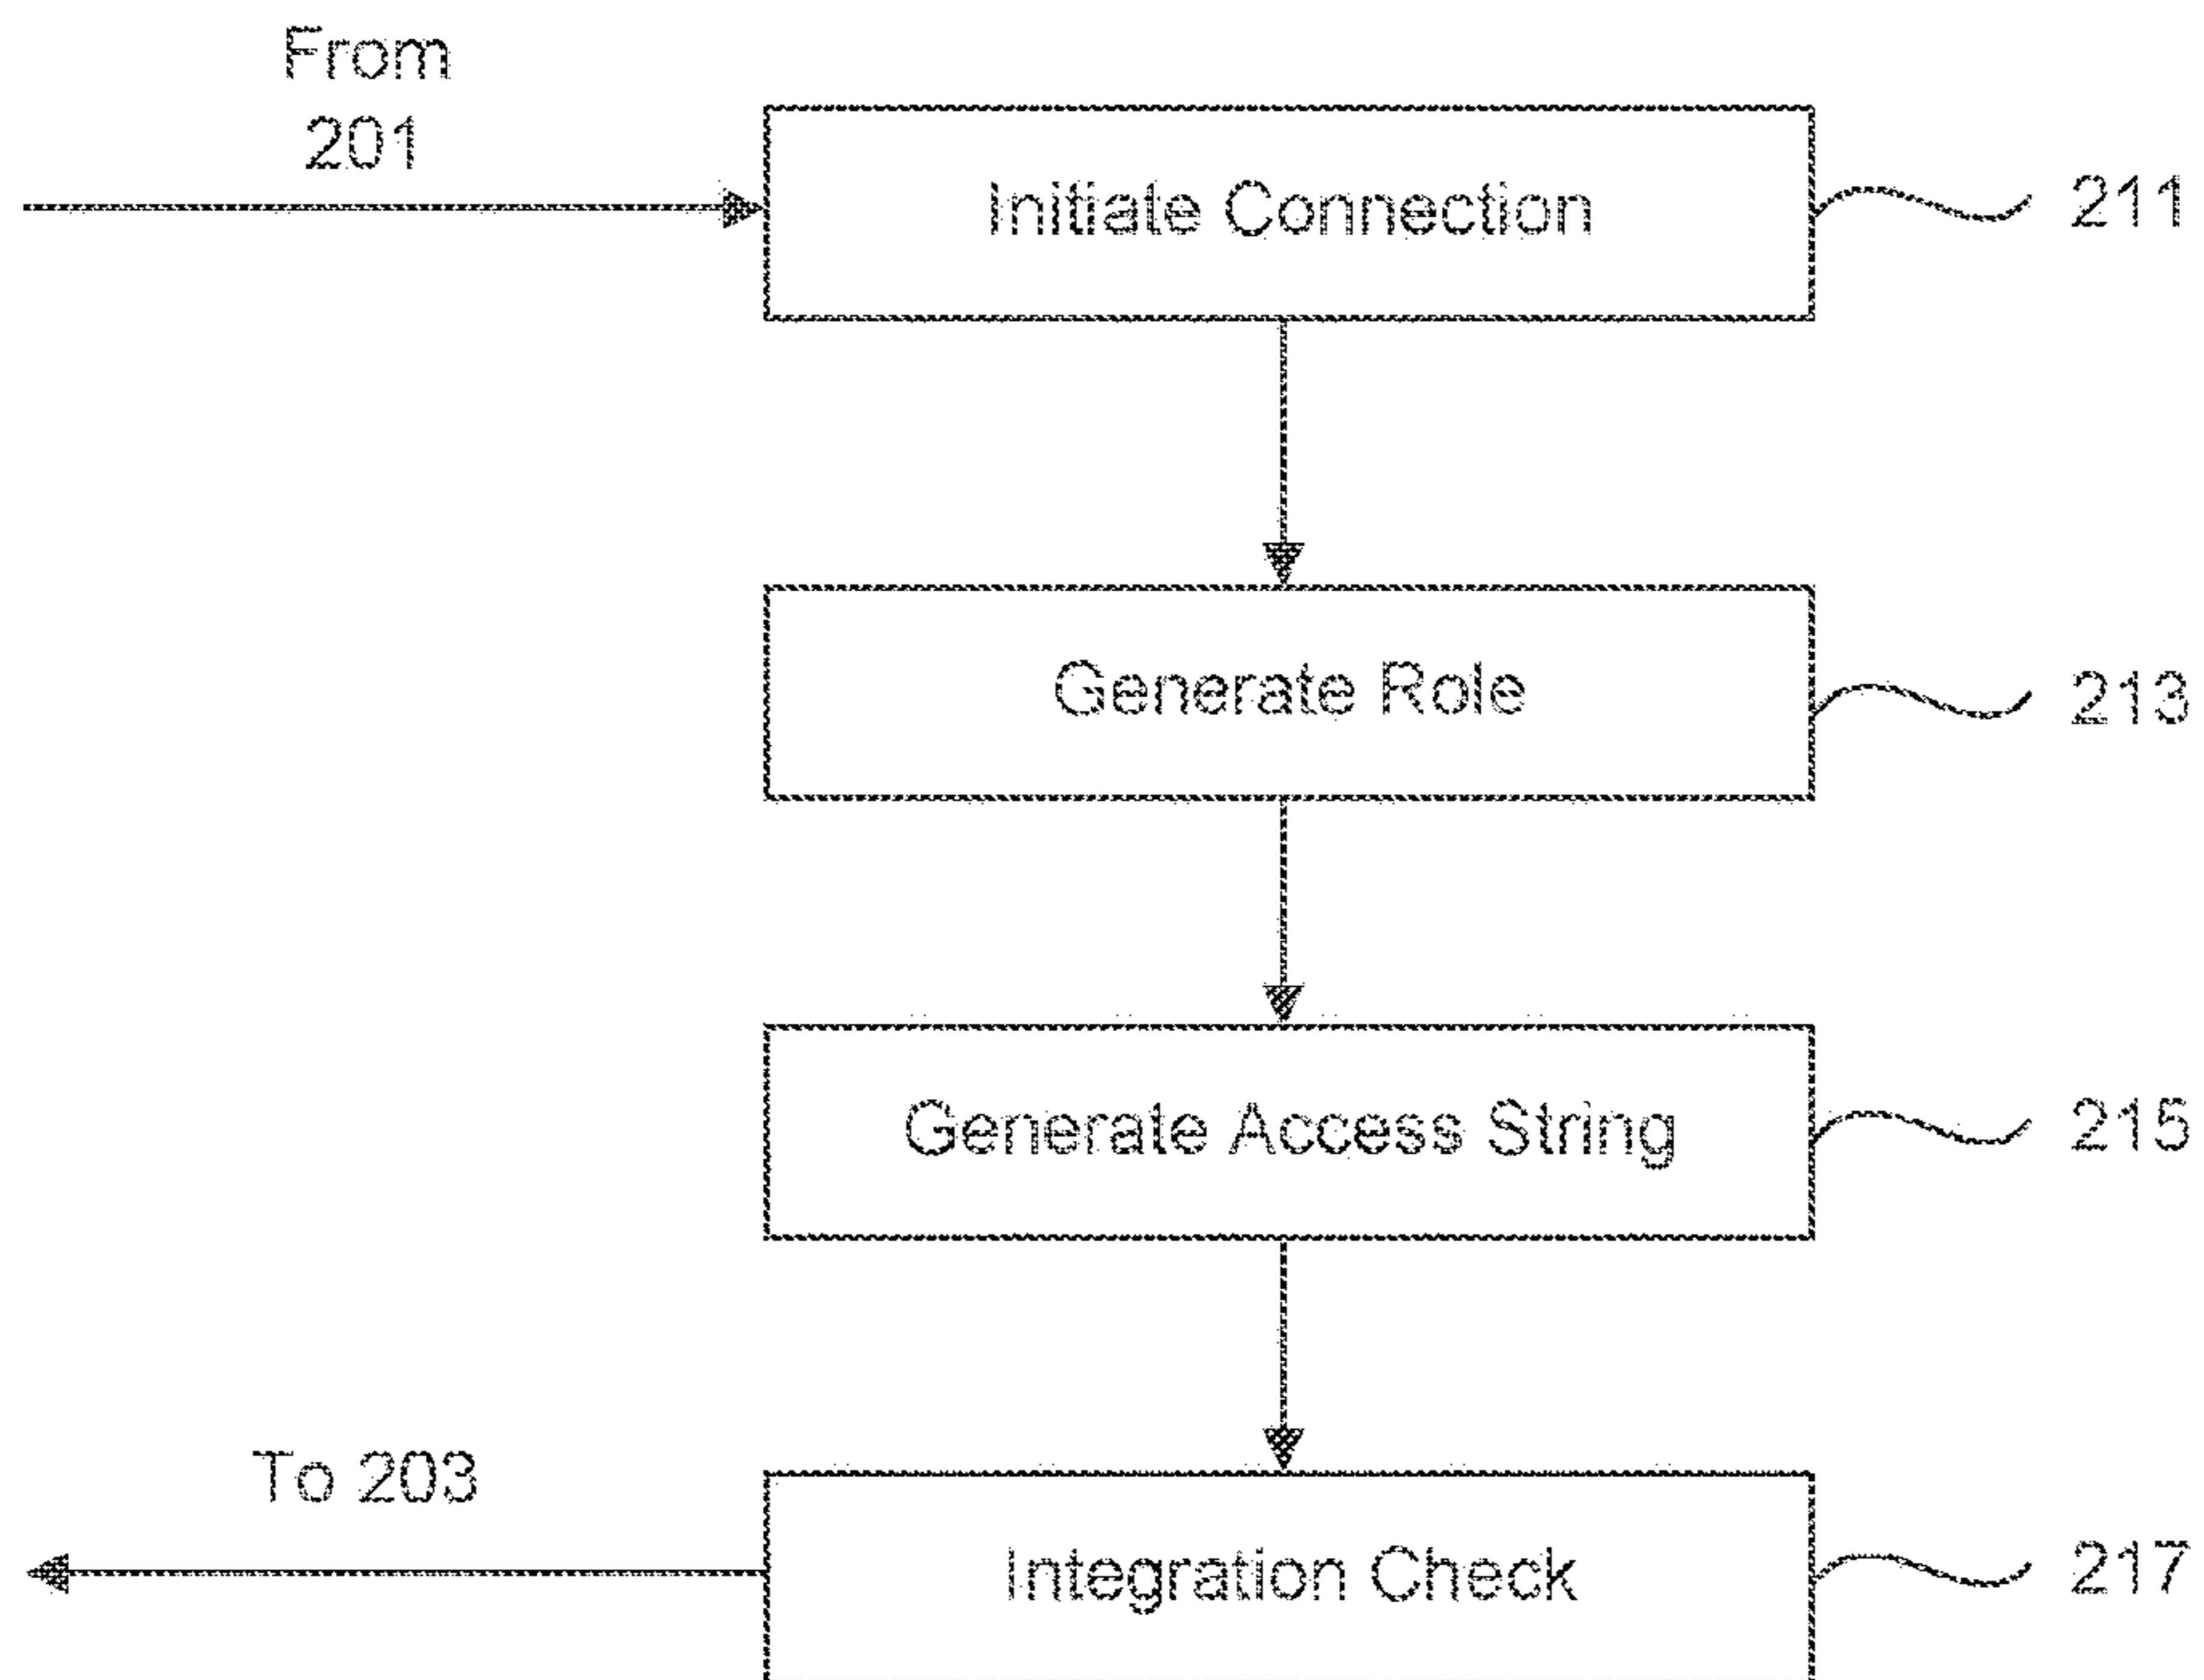 From
201
Initiate Connection
211
Generate Role
213
Generate Access String
215
To 203
Integration Check
217